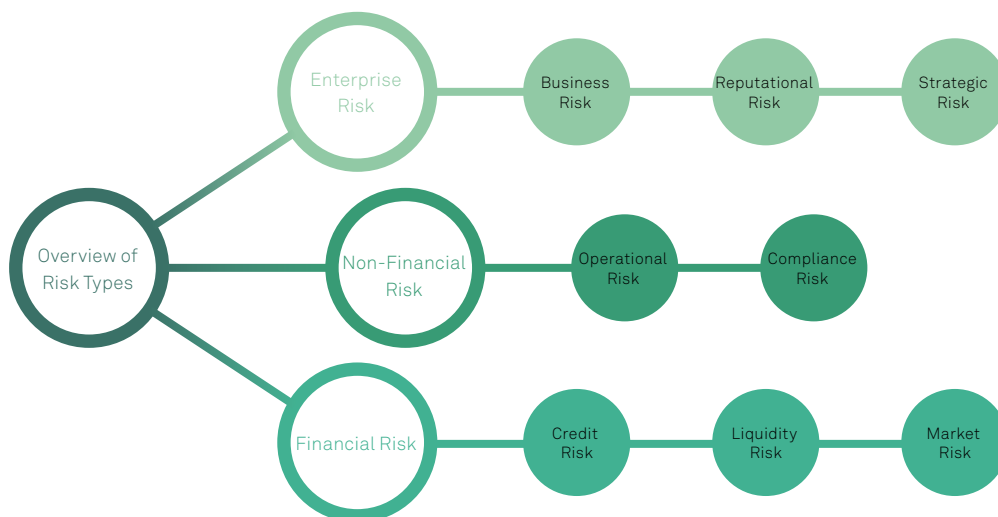 Enterprise
Risk
Business
Risk
Reputational
Risk
Strategic
Risk
Overview of
Risk Types
Non-Financial
Risk
Operational
Risk
Compliance
Risk
Financial Risk
Credit
Risk
Liquidity
Risk
Market
Risk